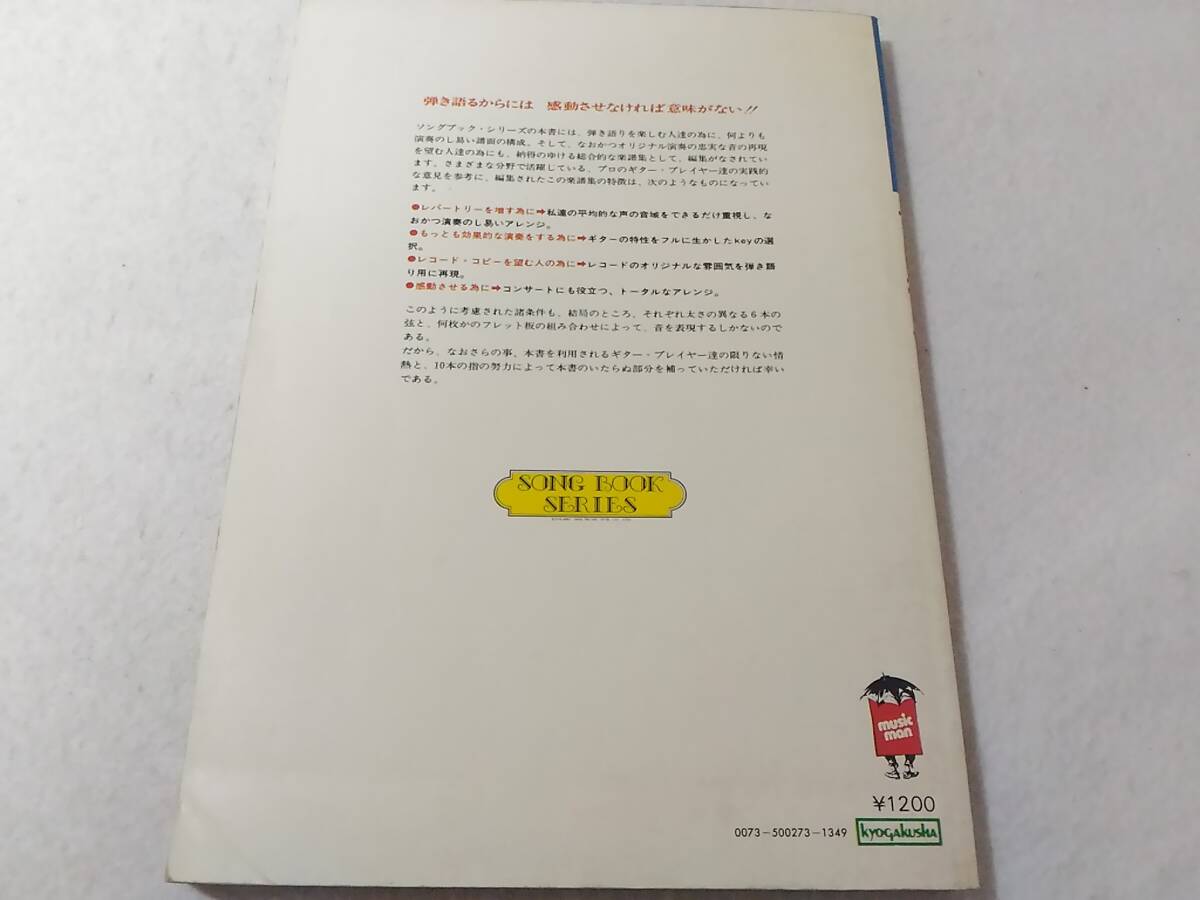 弾き語るからには 感動させなければ意味がない!!
ソングブック・シリーズの本書には、弾き語りを楽しむ人達の為に、何よりも
演奏のし易い譜面の構成。そして、なおかつオリジナル演奏の忠実な音の再現
を望む人達の為にも、納得のゆける総合的な楽譜集として、編集がなされてい
ます。さまざまな分野で活躍している、プロのギター・プレイヤー達の実践的
な意見を参考に、編集されたこの楽譜集の特徴は、次のようなものになってい
ます。
●レパートリーを増す為に➡私達の平均的な声の音域をできるだけ重視し、な
おかつ演奏のし易いアレンジ。
●もっとも効果的な演奏をする為に➡ギターの特性をフルに生かしたkeyの選
択。
●レコード・コピーを望む人の為に➡レコードのオリジナルな雰囲気を弾き語
り用に再現。
●感動させる為に➡コンサートにも役立つ、トータルなアレンジ。
このように考慮された諸条件も、結局のところ、それぞれ太さの異なる6本の
弦と、何枚かのフレット板の組み合わせによって、音を表現するしかないので
ある。
だから、なおさらの事、本書を利用されるギター・プレイヤー達の限りない情
熱と、10本の指の努力によって本書のいたらぬ部分を補っていただければ幸い
である。
SONG BOOK
SERIES
music
man
¥1200
0073-500273-1349 KYOGAKUSHA